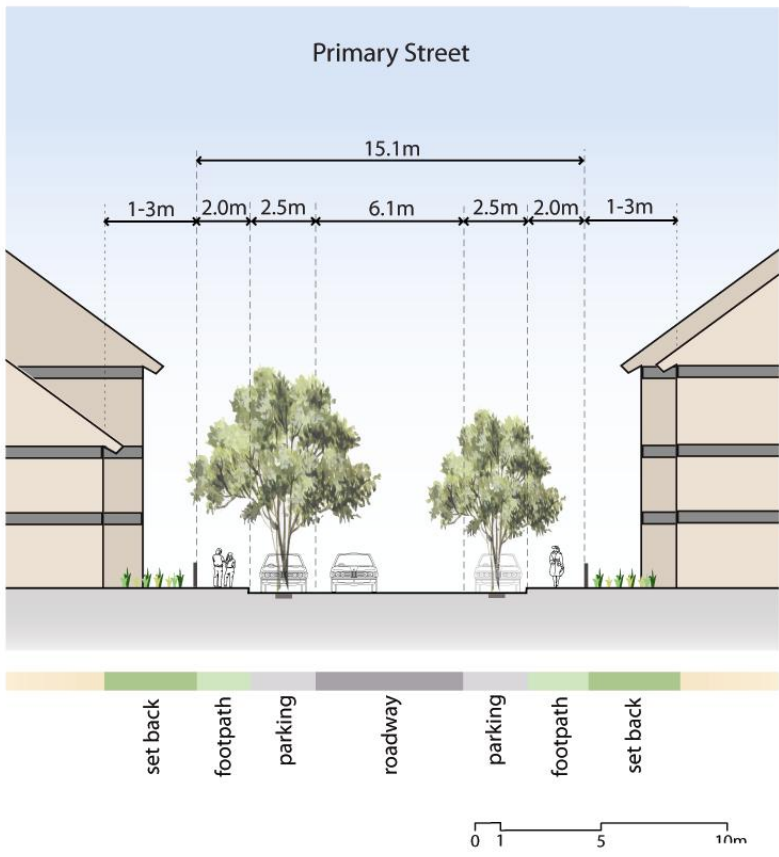 Primary Street
15.1m
1-3m 2.0m 2.5m 6.1m 2.5m 2.0m 1-3m
set back footpath parking roadway parking footpath set back
0 1 5 10m